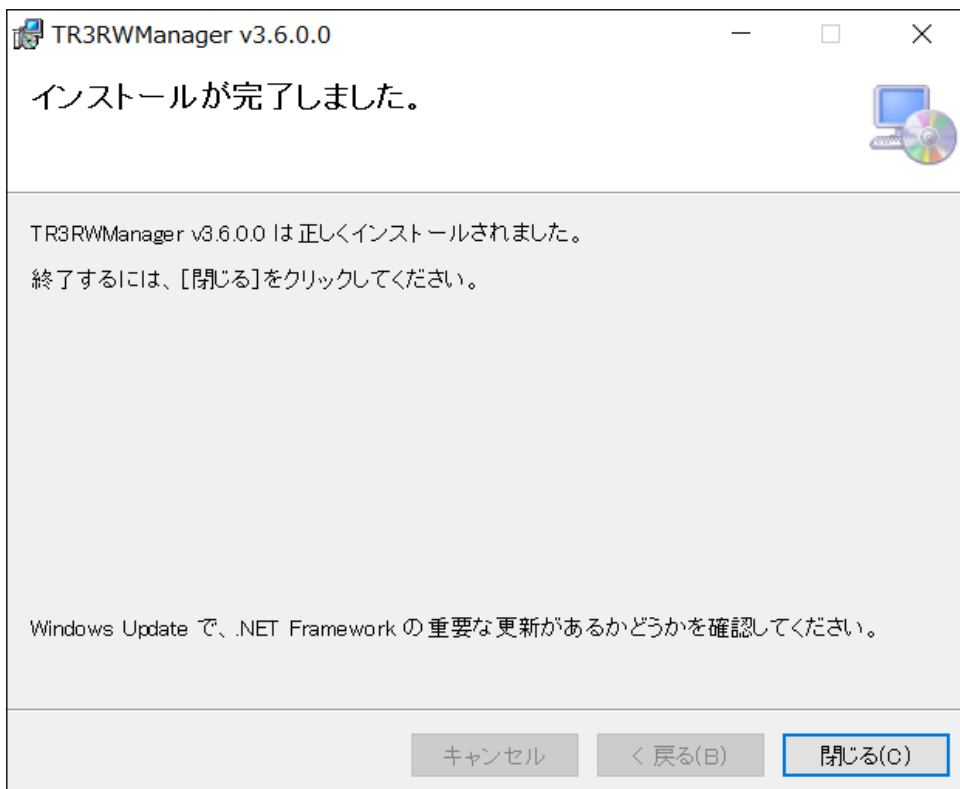 TR3RWManager v3.6.0.0
インストールが完了しました。
TR3RWManager v3.6.0.0 は正しくインストールされました。
終了するには、[閉じる]をクリックしてください。
Windows Update で、.NET Framework の重要な更新があるかどうかを確認してください。
キャンセル
< 戻る(B)
閉じる(C)